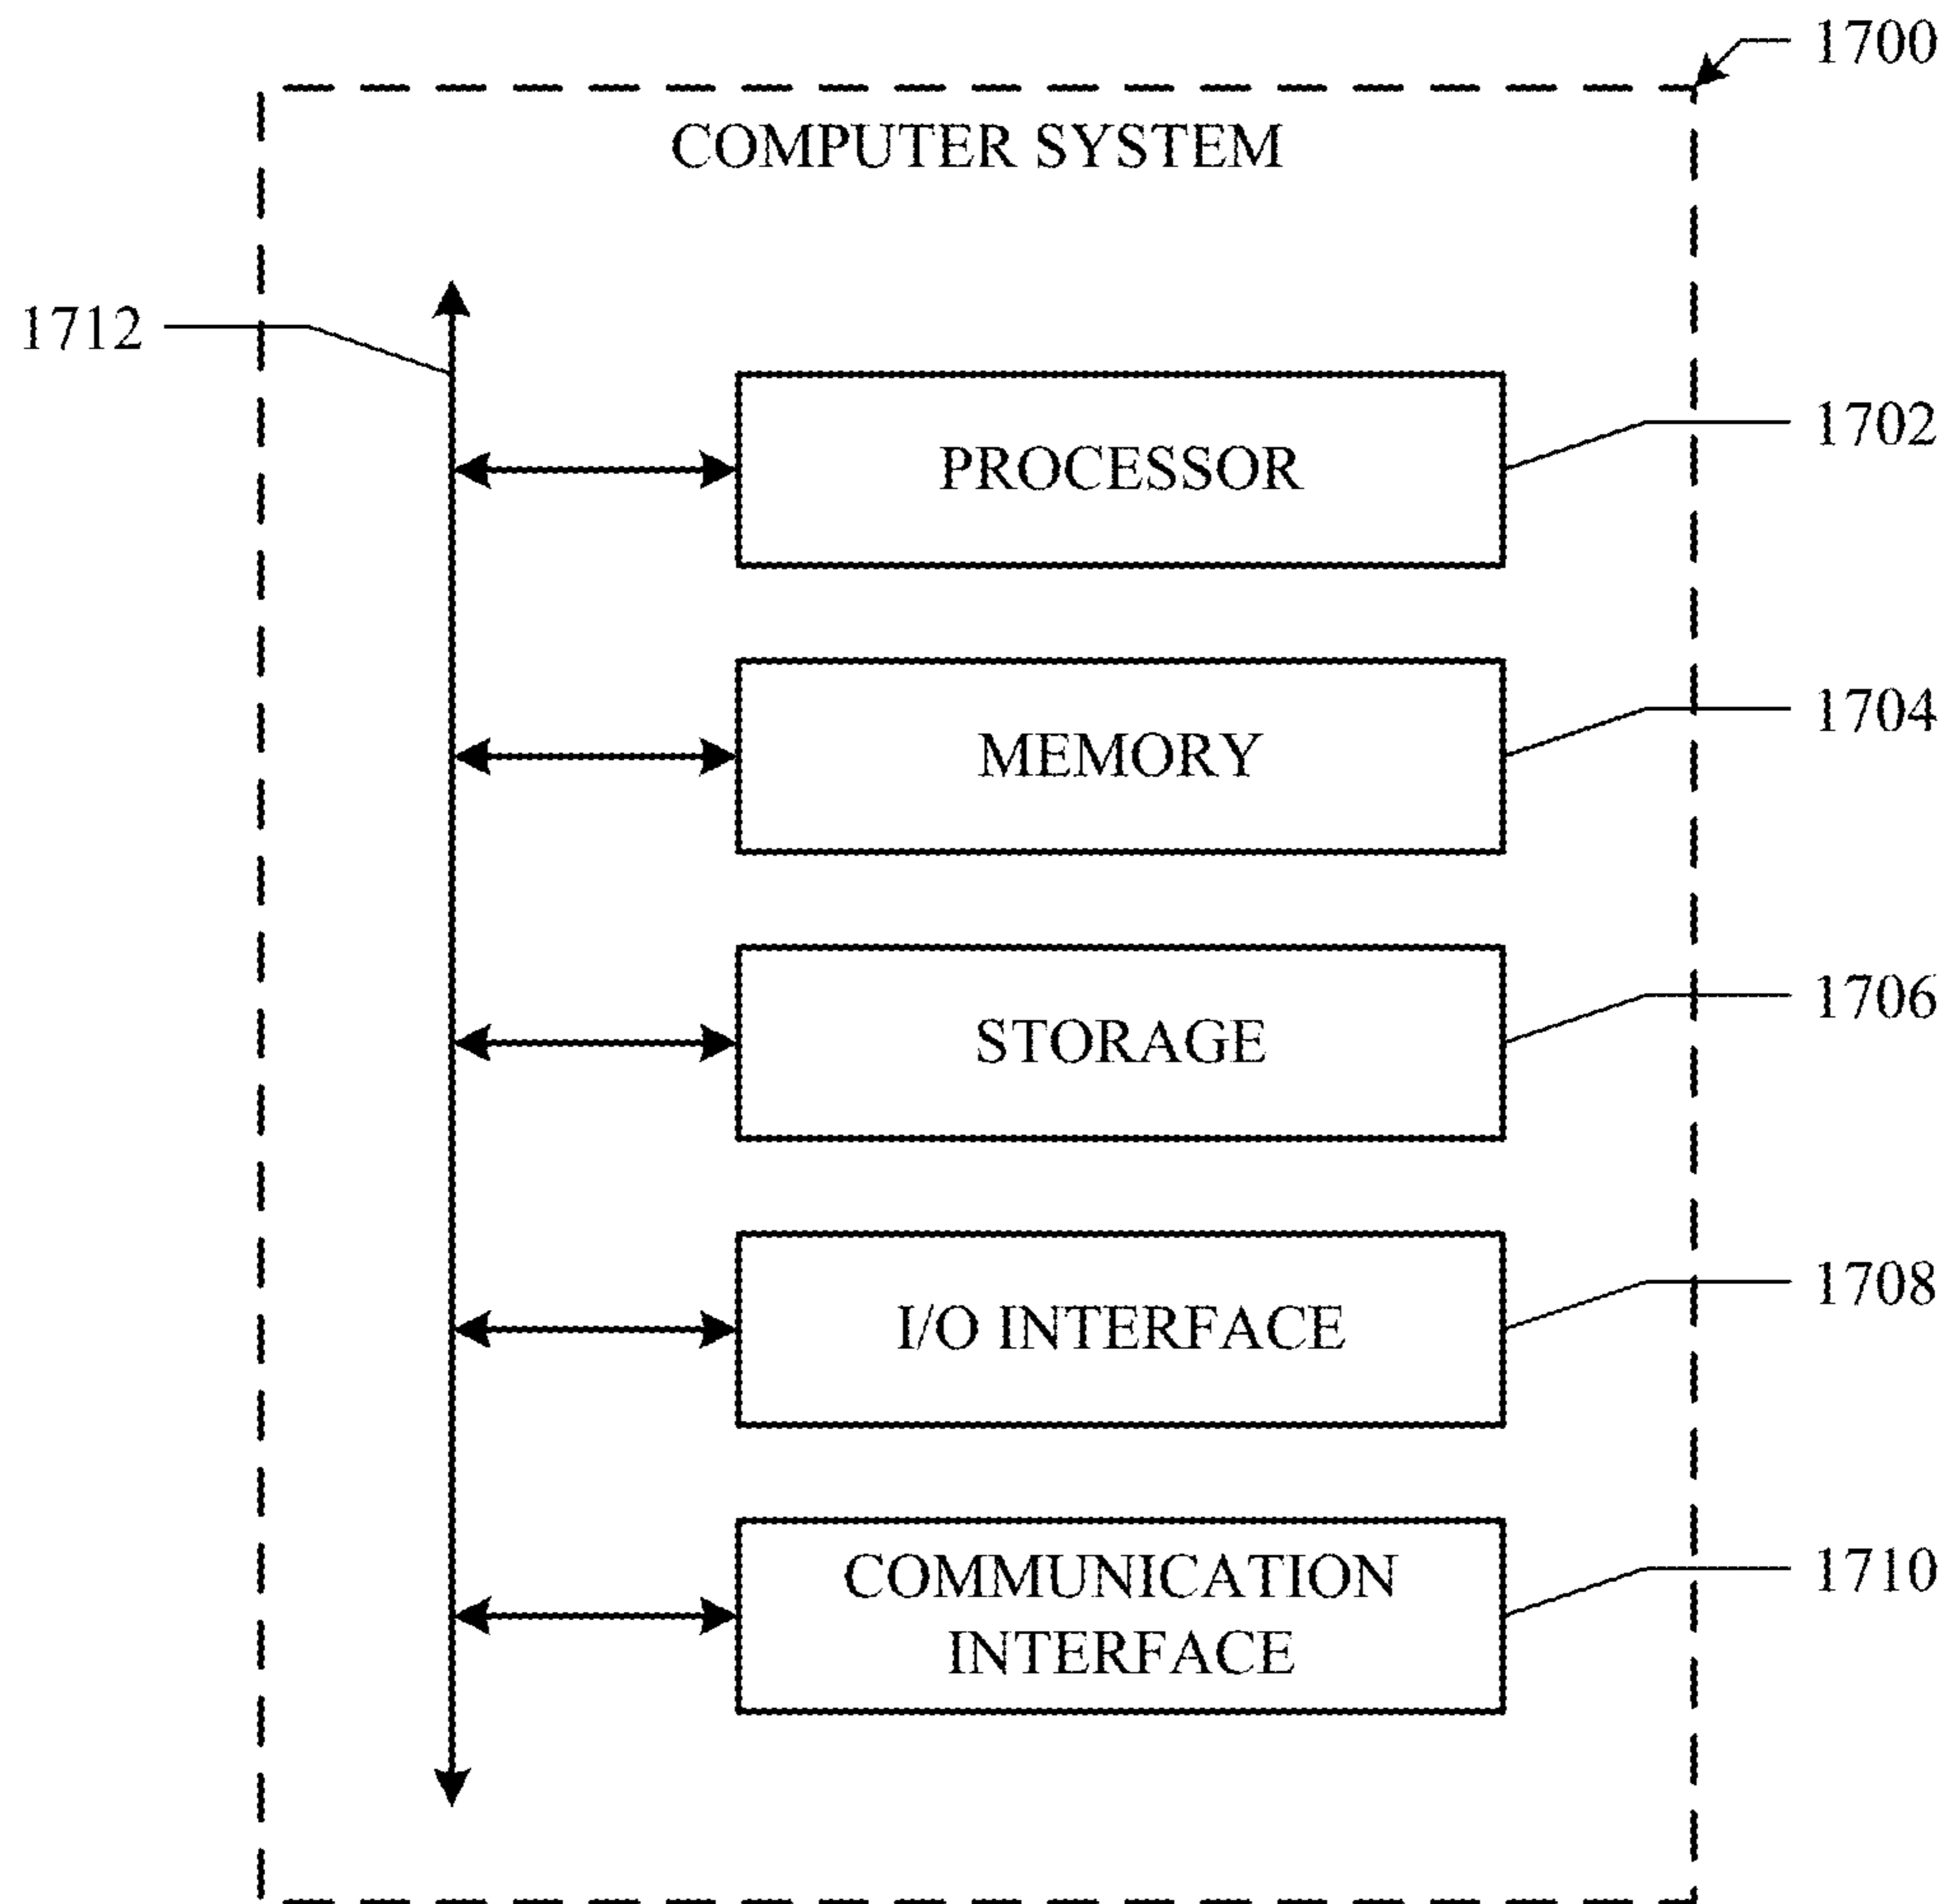 1700
COMPUTER SYSTEM
1712
1702
PROCESSOR
1704
MEMORY
1706
STORAGE
1708
I/O INTERFACE
1710
COMMUNICATION
INTERFACE